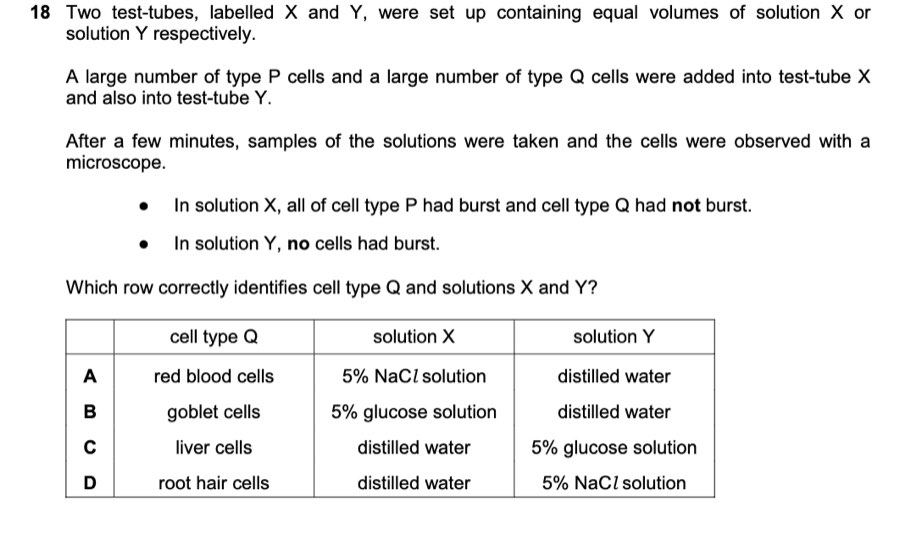 18 Two test-tubes, labelled X and Y, were set up containing equal volumes of solution X or
solution Y respectively.
A large number of type P cells and a large number of type Q cells were added into test-tube X
and also into test-tube Y.
After a few minutes, samples of the solutions were taken and the cells were observed with a
microscope.
• In solution X, all of cell type P had burst and cell type Q had not burst.
• In solution Y, no cells had burst.
Which row correctly identifies cell type Q and solutions X and Y?
cell type Q solution X solution Y
A red blood cells 5% NaCl solution distilled water
B goblet cells 5% glucose solution distilled water
C liver cells distilled water 5% glucose solution
D root hair cells distilled water 5% NaCl solution